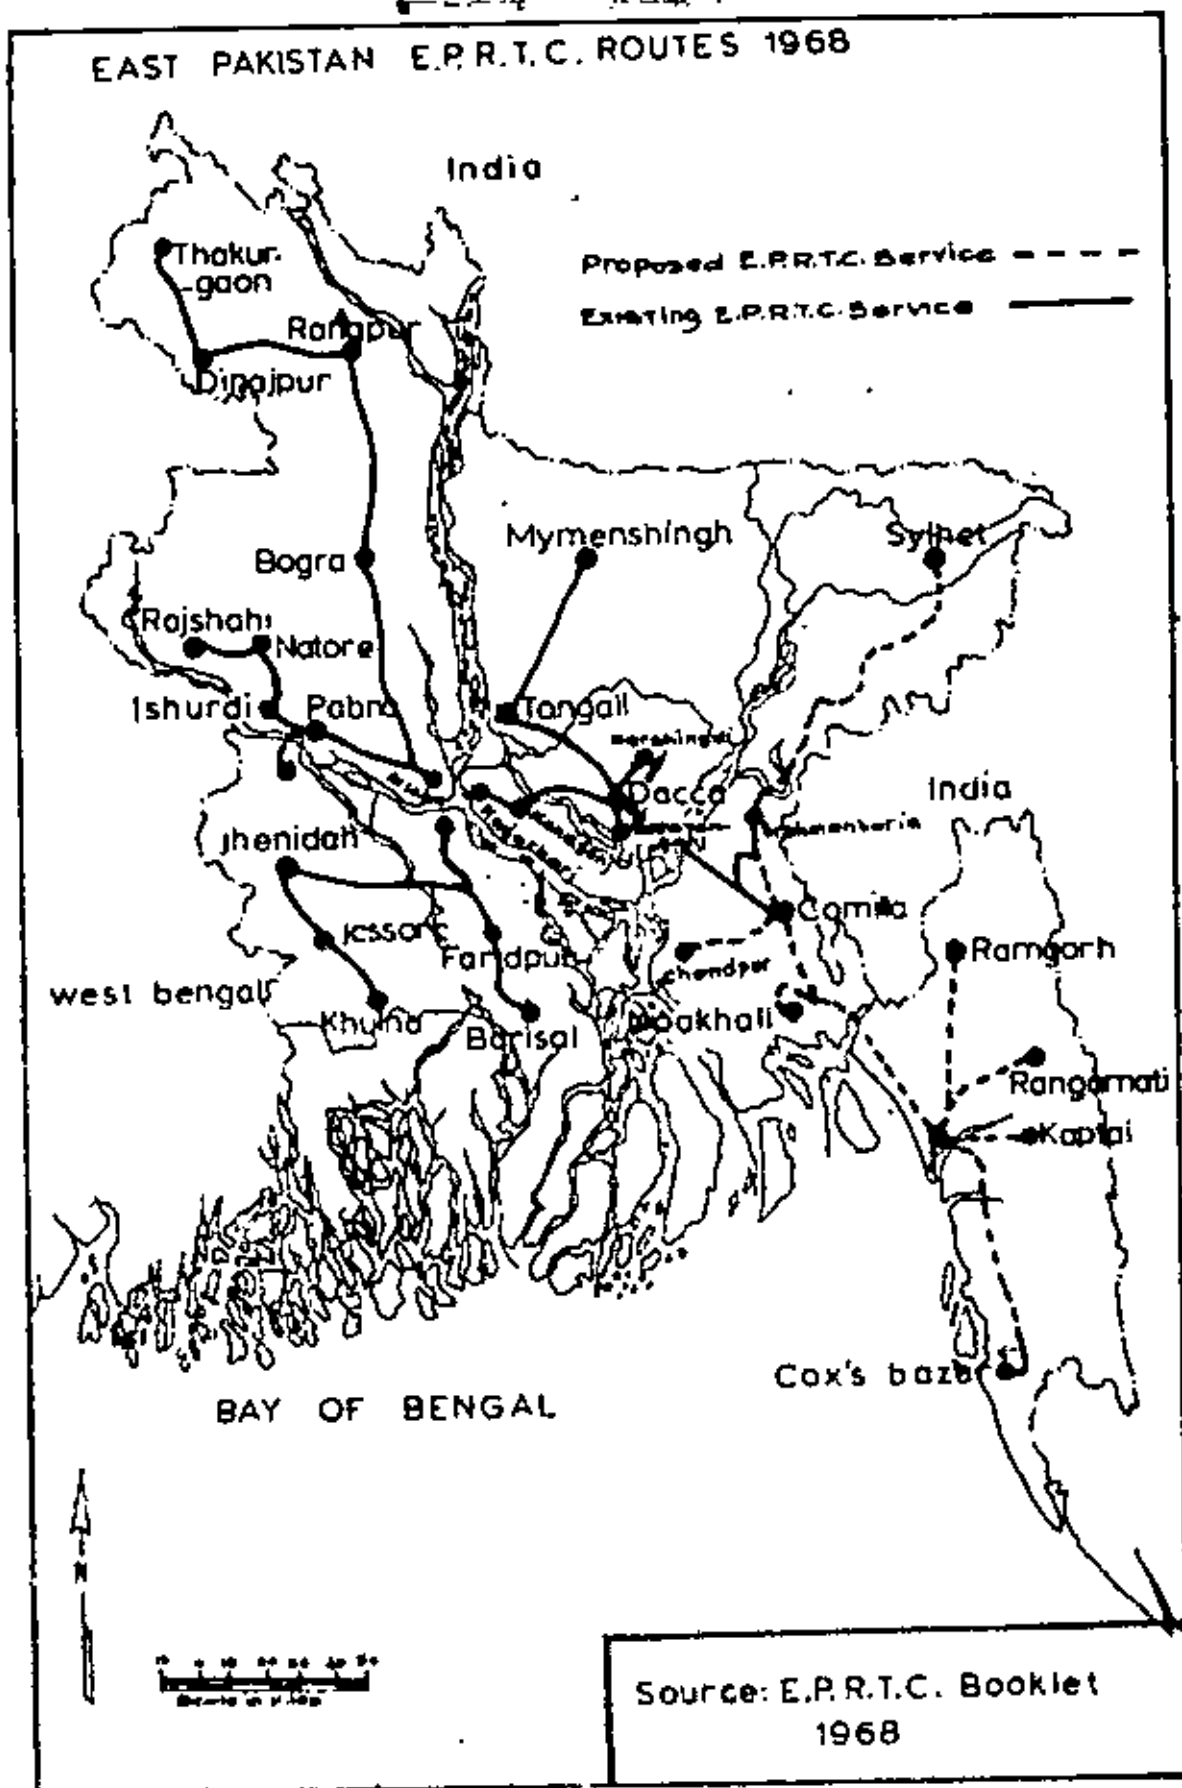 EAST PAKISTAN E.P.R.T.C. ROUTES 1968
India
Proposed E.P.R.T.C. Service
Existing E.P.R.T.C. Service
Thakur-
-gaon
Rangpur
Dinajpur
Mymenshingh
Sylhet
Bogra
Rajshahi
Natore
Ishurdi
Pabna
Tangail
Dacca
India
Jhenidah
Comilla
Jessore
Faridpur
Chandpur
Ramgarh
west bengal
Khulna
Barisal
Noakhali
Rangamati
Kaptai
Cox's bazar
BAY OF BENGAL
N
Source: E.P.R.T.C. Booklet
1968